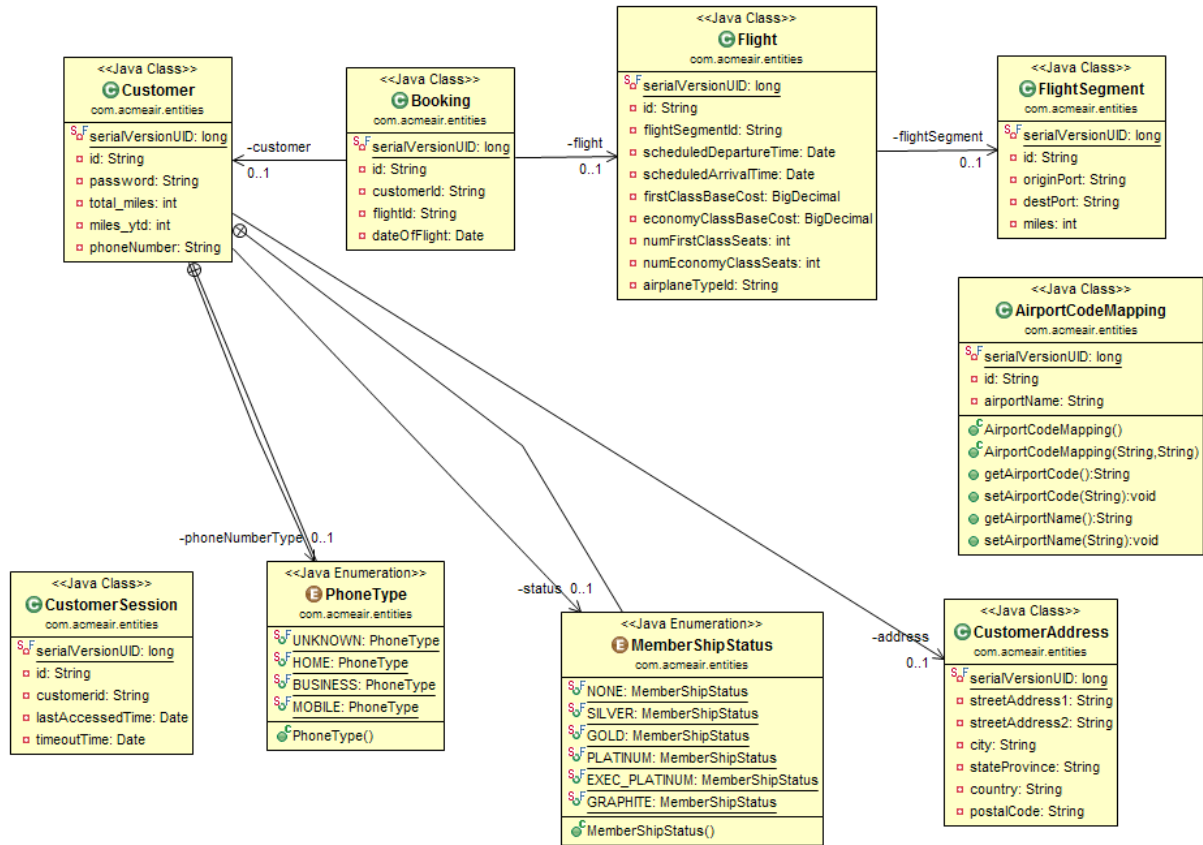 <<Java Class>>
Customer
com.acmeair.entities
serialVersionUID: long
id: String
password: String
total_miles: int
miles_ytd: int
phoneNumber: String
-customer
0..1
<<Java Class>>
Booking
com.acmeair.entities
serialVersionUID: long
id: String
customerId: String
flightId: String
dateOfFlight: Date
-flight
0..1
<<Java Class>>
Flight
com.acmeair.entities
serialVersionUID: long
id: String
flightSegmentId: String
scheduledDepartureTime: Date
scheduledArrivalTime: Date
firstClassBaseCost: BigDecimal
economyClassBaseCost: BigDecimal
numFirstClassSeats: int
numEconomyClassSeats: int
airplaneTypeId: String
-flightSegment
0..1
<<Java Class>>
FlightSegment
com.acmeair.entities
serialVersionUID: long
id: String
originPort: String
destPort: String
miles: int
<<Java Class>>
AirportCodeMapping
com.acmeair.entities
serialVersionUID: long
id: String
airportName: String
AirportCodeMapping()
AirportCodeMapping(String,String)
getAirportCode():String
setAirportCode(String):void
getAirportName():String
setAirportName(String):void
-phoneNumberType 0..1
<<Java Class>>
CustomerSession
com.acmeair.entities
serialVersionUID: long
id: String
customerid: String
lastAccessedTime: Date
timeoutTime: Date
<<Java Enumeration>>
PhoneType
com.acmeair.entities
UNKNOWN: PhoneType
HOME: PhoneType
BUSINESS: PhoneType
MOBILE: PhoneType
PhoneType()
-status 0..1
<<Java Enumeration>>
MemberShipStatus
com.acmeair.entities
NONE: MemberShipStatus
SILVER: MemberShipStatus
GOLD: MemberShipStatus
PLATINUM: MemberShipStatus
EXEC_PLATINUM: MemberShipStatus
GRAPHITE: MemberShipStatus
MemberShipStatus()
-address
0..1
<<Java Class>>
CustomerAddress
com.acmeair.entities
serialVersionUID: long
streetAddress1: String
streetAddress2: String
city: String
stateProvince: String
country: String
postalCode: String